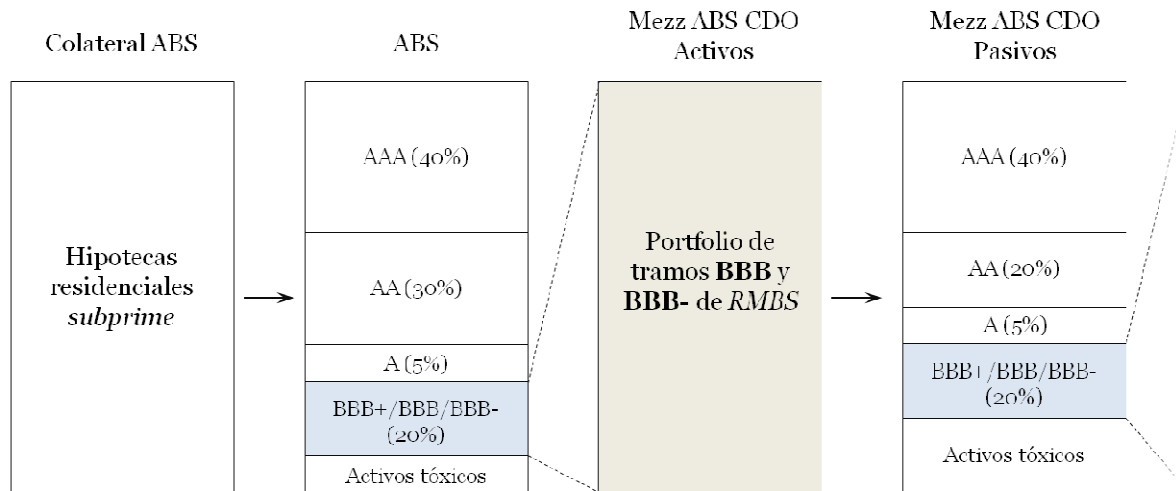 Colateral ABS
ABS
Mezz ABS CDO
Activos
Mezz ABS CDO
Pasivos
Hipotecas
residenciales
subprime
AAA (40%)
AA (30%)
A (5%)
BBB+/BBB/BBB-
(20%)
Activos tóxicos
Portfolio de
tramos BBB y
BBB- de RMBS
AAA (40%)
AA (20%)
A (5%)
BBB+/BBB/BBB-
(20%)
Activos tóxicos